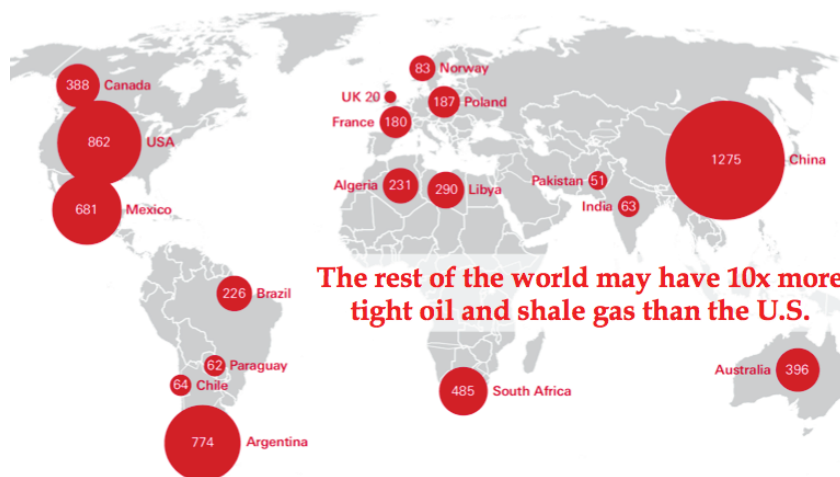 388 Canada
862 USA
681 Mexico
226 Brazil
62 Paraguay
64 Chile
774 Argentina
83 Norway
UK 20
187 Poland
France 180
Algeria 231
290 Libya
Pakistan 51
India 63
1275 China
The rest of the world may have 10x more
tight oil and shale gas than the U.S.
485 South Africa
Australia 396